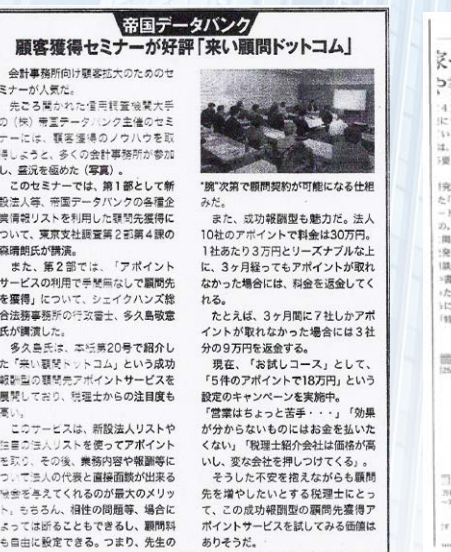 帝国データバンク
顧客獲得セミナーが好評「来い顧問ドットコム」
会計事務所向け顧客拡大のためのセ
ミナーが人気だ。
先ごろ開かれた信用調査機関大手
の（株）帝国データバンク主催のセミ
ナーには、顧客獲得のノウハウを取
得しようと、多くの会計事務所が参加
し、盛況を極めた（写真）。
このセミナーでは、第１部として新
設法人等、帝国データバンクの各種企
業情報リストを利用した顧問先獲得に
ついて、東京支社調査第２部第４課の
森晴朗氏が講演。
また、第２部では、「アポイント
サービスの利用で手間無なして顧問先
を獲得」について、シェイクハンズ総
合法務事務所の行政書士、多久島敬意
氏が講演した。
多久島氏は、本紙第20号で紹介し
た「来い顧問ドットコム」という成功
報酬型の顧問先アポイントサービスを
展開しており、税理士からの注目度も
高い。
このサービスは、新設法人リストや
注目の法人リストを使ってアポイント
を取り、その後、業務内容や報酬等に
ついて法人の代表と直接面談が出来る
機会を与えてくれるのが最大のメリッ
ト。もちろん、相性の問題等、場合に
よっては断ることもできるし、顧問料
も自由に設定できる。つまり、先生の
“腕”次第で顧問契約が可能になる仕組
みだ。
また、成功報酬型も魅力だ。法人
10社のアポイントで料金は30万円。
1社あたり３万円とリーズナブルな上
に、３ヶ月経ってもアポイントが取れ
なかった場合には、料金を返金してく
れる。
たとえば、３ヶ月間に７社しかアポ
イントが取れなかった場合には３社
分の９万円を返金する。
現在、「お試しコース」として、
「５件のアポイントで18万円」という
設定のキャンペーンを実施中。
「営業はちょっと苦手・・・」「効果
が分からないものにはお金を払いた
くない」「税理士紹介会社は価格が高
いし、変な会社を押しつけてくる」。
そうした不安を抱えながらも顧問
先を増やしたいとする税理士にとっ
て、この成功報酬型の顧問先獲得ア
ポイントサービスを試してみる価値は
ありそうだ。